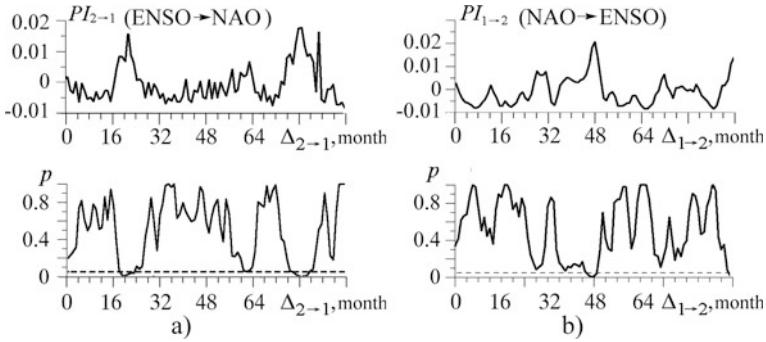 PI₂→₁ (ENSO→NAO)
0.02
0.01
0
-0.01
0 16 32 48 64 Δ₂→₁, month
p
0.8
0.4
0
0 16 32 48 64 Δ₂→₁, month
a)
PI₁→₂ (NAO→ENSO)
0.02
0.01
0
-0.01
0 16 32 48 64 Δ₁→₂, month
p
0.8
0.4
0
0 16 32 48 64 Δ₁→₂, month
b)